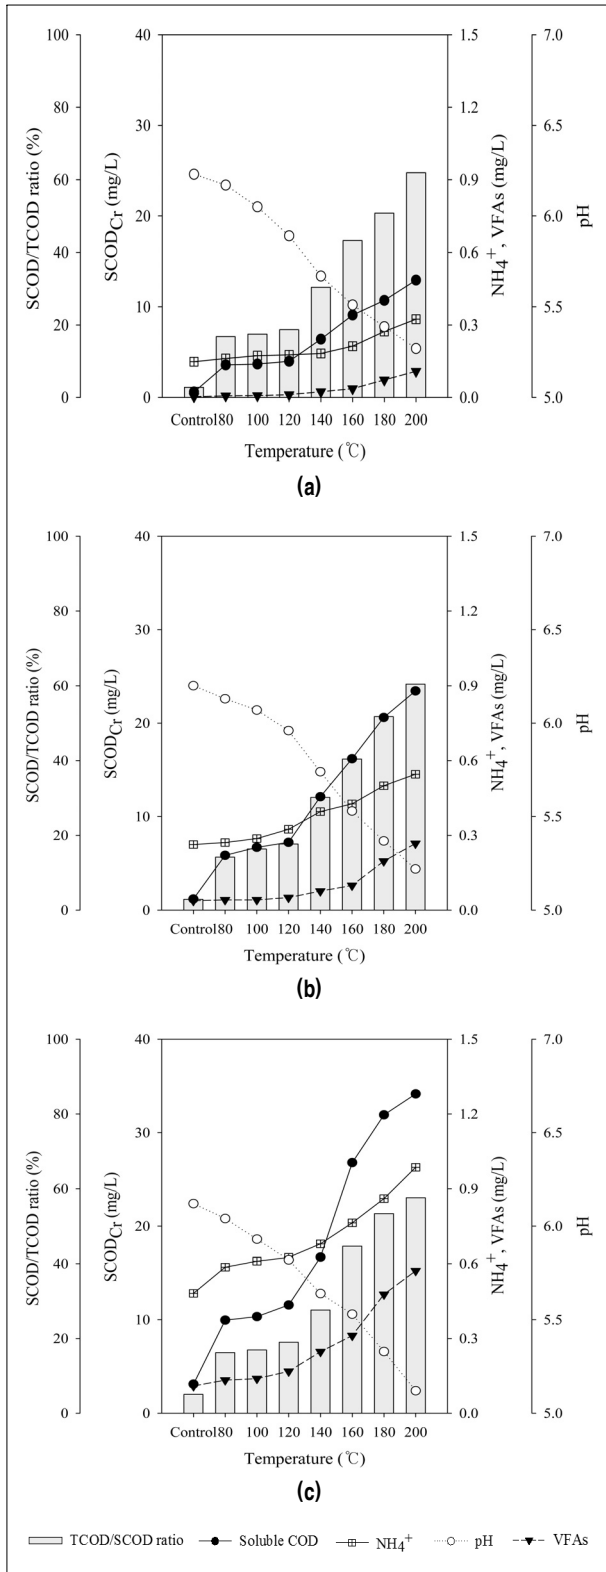 100 40 1.5 7.0
80 30 1.2 6.5
60 20 0.9 6.0
40 0.6
20 10 0.3 5.5
0 0 0.0 5.0
SCOD/TCOD ratio (%)
SCODCr (mg/L)
NH4+, VFAs (mg/L)
pH
Control 80 100 120 140 160 180 200
Temperature (℃)
(a)
100 40 1.5 7.0
80 30 1.2 6.5
60 20 0.9 6.0
40 0.6
20 10 0.3 5.5
0 0 0.0 5.0
SCOD/TCOD ratio (%)
SCODCr (mg/L)
NH4+, VFAs (mg/L)
pH
Control 80 100 120 140 160 180 200
Temperature (℃)
(b)
100 40 1.5 7.0
80 30 1.2 6.5
60 20 0.9 6.0
40 0.6
20 10 0.3 5.5
0 0 0.0 5.0
SCOD/TCOD ratio (%)
SCODCr (mg/L)
NH4+, VFAs (mg/L)
pH
Control 80 100 120 140 160 180 200
Temperature (℃)
(c)
TCOD/SCOD ratio Soluble COD NH4+ pH VFAs